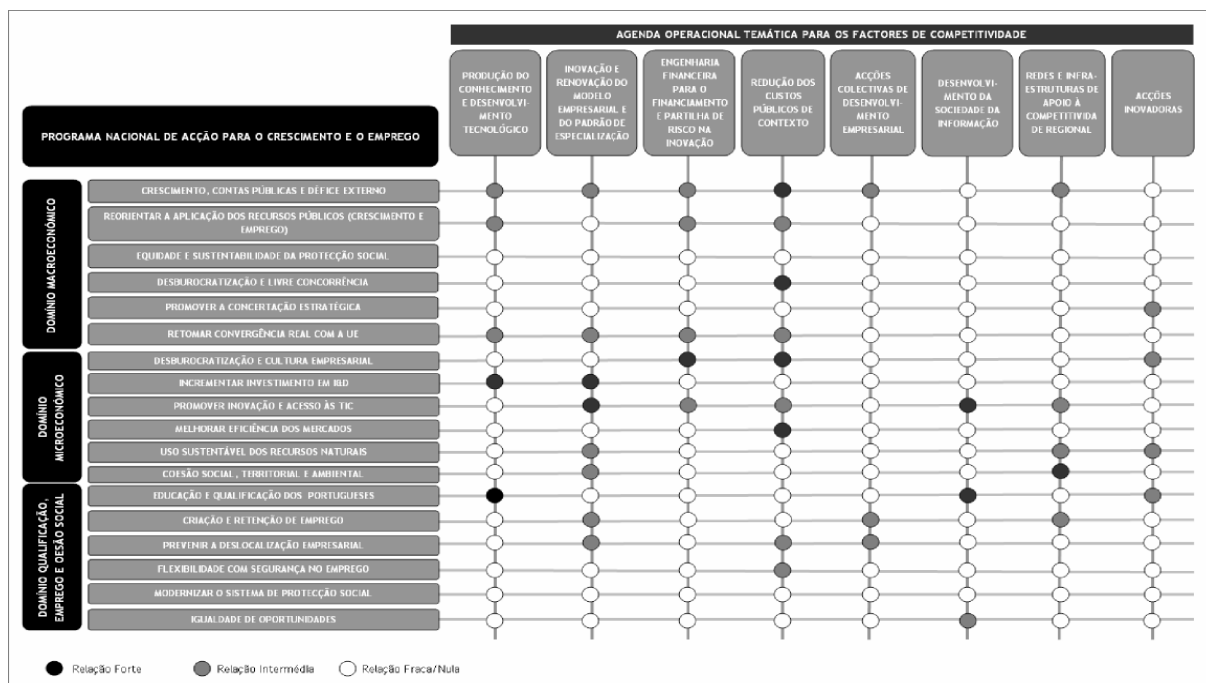 AGENDA OPERACIONAL TEMÁTICA PARA OS FACTORES DE COMPETITIVIDADE
PRODUÇÃO DO
CONHECIMENTO
E DESENVOLVI-
MENTO
TECNOLÓGICO
INOVAÇÃO E
RENOVAÇÃO DO
MODELO
EMPRESARIAL E
DO PADRÃO DE
ESPECIALIZAÇÃO
ENGENHARIA
FINANCEIRA
PARA O
FINANCIAMENTO
E PARTILHA DE
RISCO NA
INOVAÇÃO
REDUÇÃO DOS
CUSTOS
PÚBLICOS DE
CONTEXTO
ACÇÕES
COLECTIVAS DE
DESENVOLVI-
MENTO
EMPRESARIAL
DESENVOLVI-
MENTO DA
SOCIEDADE DA
INFORMAÇÃO
REDES E INFRA-
ESTRUTURAS DE
APOIO À
COMPETITIVIDA
DE REGIONAL
ACÇÕES
INOVADORAS
PROGRAMA NACIONAL DE ACÇÃO PARA O CRESCIMENTO E O EMPREGO
DOMÍNIO MACROECONÓMICO
CRESCIMENTO, CONTAS PÚBLICAS E DÉFICE EXTERNO
REORIENTAR A APLICAÇÃO DOS RECURSOS PÚBLICOS (CRESCIMENTO E
EMPREGO)
EQUIDADE E SUSTENTABILIDADE DA PROTECÇÃO SOCIAL
DESBUROCRATIZAÇÃO E LIVRE CONCORRÊNCIA
PROMOVER A CONCERTAÇÃO ESTRATÉGICA
RETOMAR CONVERGÊNCIA REAL COM A UE
DOMÍNIO
MICROECONÓMICO
DESBUROCRATIZAÇÃO E CULTURA EMPRESARIAL
INCREMENTAR INVESTIMENTO EM I&D
PROMOVER INOVAÇÃO E ACESSO ÀS TIC
MELHORAR EFICIÊNCIA DOS MERCADOS
USO SUSTENTÁVEL DOS RECURSOS NATURAIS
COESÃO SOCIAL, TERRITORIAL E AMBIENTAL
DOMÍNIO QUALIFICAÇÃO,
EMPREGO E OESÃO SOCIAL
EDUCAÇÃO E QUALIFICAÇÃO DOS PORTUGUESES
CRIAÇÃO E RETENÇÃO DE EMPREGO
PREVENIR A DESLOCALIZAÇÃO EMPRESARIAL
FLEXIBILIDADE COM SEGURANÇA NO EMPREGO
MODERNIZAR O SISTEMA DE PROTECÇÃO SOCIAL
IGUALDADE DE OPORTUNIDADES
Relação Forte
Relação Intermédia
Relação Fraca/Nula